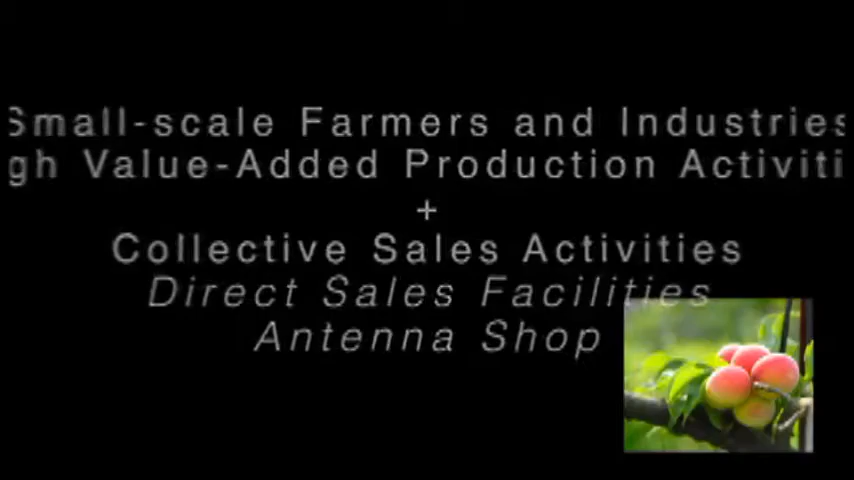 Small-scale Farmers and Industries
gh Value-Added Production Activiti
+
Collective Sales Activities
Direct Sales Facilities
Antenna Shop